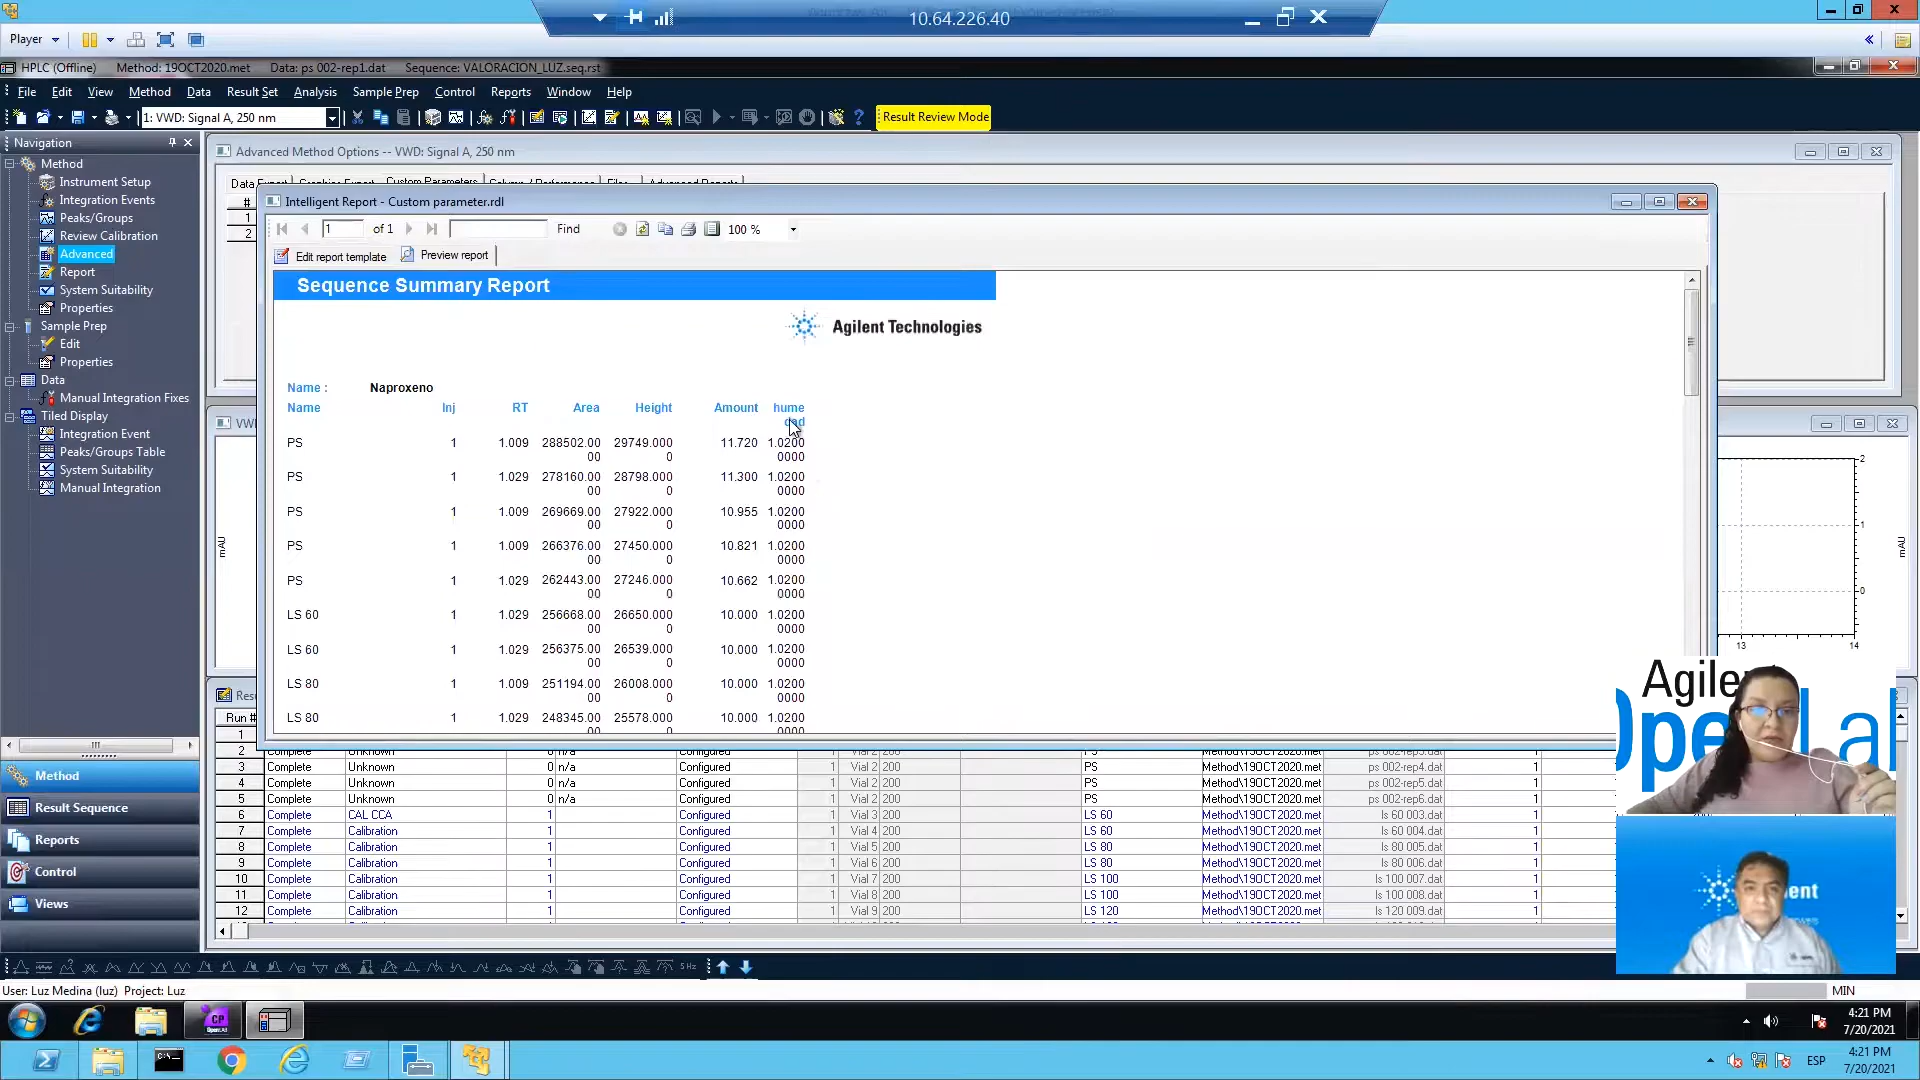 10.64.226.40
Player
HPLC (Offline) Method: 19OCT2020.met Data: ps 002-rep1.dat Sequence: VALORACION_LUZ.seq.rst
File Edit View Method Data Result Set Analysis Sample Prep Control Reports Window Help
1: VWD: Signal A, 250 nm
Result Review Mode
Navigation
Method
Instrument Setup
Integration Events
Peaks/Groups
Review Calibration
Advanced
Report
System Suitability
Properties
Sample Prep
Edit
Properties
Data
Manual Integration Fixes
Tiled Display
Integration Event
Peaks/Groups Table
System Suitability
Manual Integration
Method
Result Sequence
Reports
Control
Views
Advanced Method Options -- VWD: Signal A, 250 nm
#
1
2
Intelligent Report - Custom parameter.rdl
1 of 1 Find 100 %
Edit report template Preview report
Sequence Summary Report
Agilent Technologies
Name : Naproxeno
Name Inj RT Area Height Amount hume
PS 1 1.009 288502.00 29749.000 11.720 1.0200
00 0 0000
PS 1 1.029 278160.00 28798.000 11.300 1.0200
00 0 0000
PS 1 1.009 269669.00 27922.000 10.955 1.0200
00 0 0000
PS 1 1.009 266376.00 27450.000 10.821 1.0200
00 0 0000
PS 1 1.029 262443.00 27246.000 10.662 1.0200
00 0 0000
LS 60 1 1.029 256668.00 26650.000 10.000 1.0200
00 0 0000
LS 60 1 1.029 256375.00 26539.000 10.000 1.0200
00 0 0000
LS 80 1 1.009 251194.00 26008.000 10.000 1.0200
00 0 0000
LS 80 1 1.029 248345.00 25578.000 10.000 1.0200
mAU
2
1
0
13 14
mAU
Run #
1
2
3 Complete Unknown 0 n/a Configured 1 Vial 2 200 PS Method\19OCT2020.met ps 002-rep4.dat 1
4 Complete Unknown 0 n/a Configured 1 Vial 2 200 PS Method\19OCT2020.met ps 002-rep5.dat 1
5 Complete Unknown 0 n/a Configured 1 Vial 2 200 PS Method\19OCT2020.met ps 002-rep6.dat 1
6 Complete CAL CCA 1 Configured 1 Vial 3 200 LS 60 Method\19OCT2020.met ls 60 003.dat 1
7 Complete Calibration 1 Configured 1 Vial 4 200 LS 60 Method\19OCT2020.met ls 60 004.dat 1
8 Complete Calibration 1 Configured 1 Vial 5 200 LS 80 Method\19OCT2020.met ls 80 005.dat 1
9 Complete Calibration 1 Configured 1 Vial 6 200 LS 80 Method\19OCT2020.met ls 80 006.dat 1
10 Complete Calibration 1 Configured 1 Vial 7 200 LS 100 Method\19OCT2020.met ls 100 007.dat 1
11 Complete Calibration 1 Configured 1 Vial 8 200 LS 100 Method\19OCT2020.met ls 100 008.dat 1
12 Complete Calibration 1 Configured 1 Vial 9 200 LS 120 Method\19OCT2020.met ls 120 009.dat 1
User: Luz Medina (luz) Project: Luz
MIN
CP
4:21 PM
7/20/2021
ESP
4:21 PM
7/20/2021